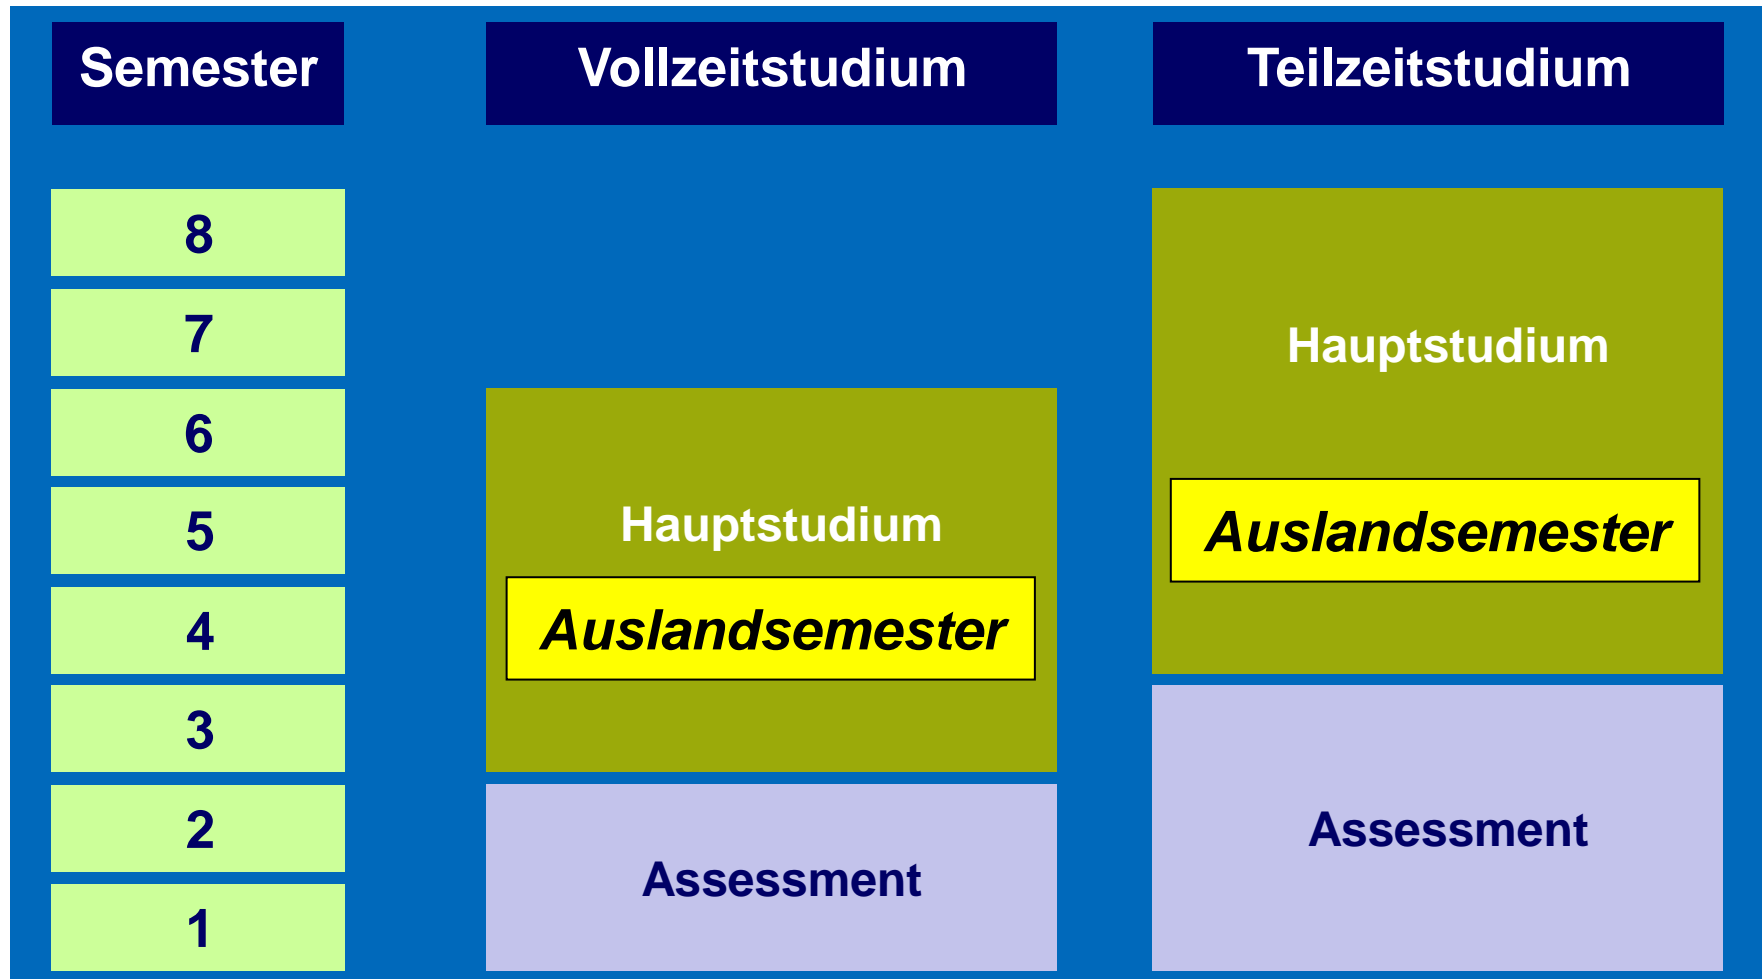 Semester
Vollzeitstudium
Teilzeitstudium
8
7
6
5
4
3
2
1
Hauptstudium
Auslandsemester
Assessment
Hauptstudium
Auslandsemester
Assessment